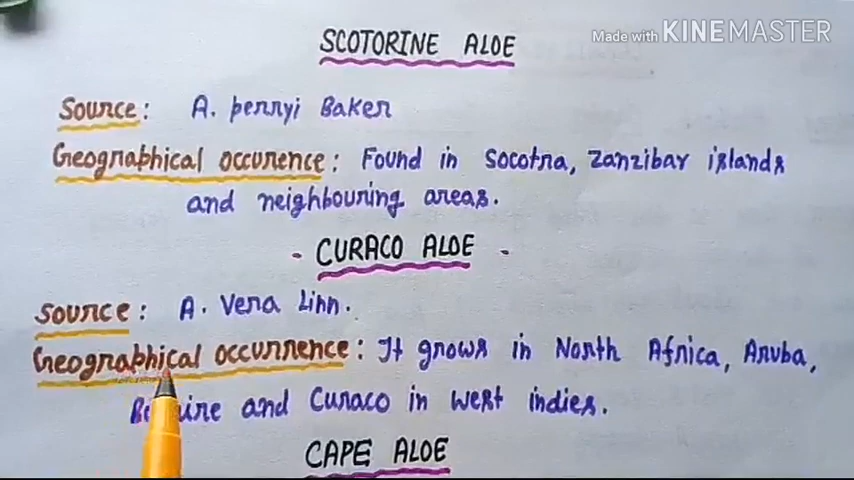 Made with KINEMASTER
SCOTORINE ALOE
Source: A. perryi Baker
Geographical occurence: Found in Socotra, Zanzibar islands
and neighbouring areas.
- CURACO ALOE -
Source: A. Vera Linn.
Geographical occurrence: It grows in North Africa, Aruba,
and Curaco in west indies.
CAPE ALOE